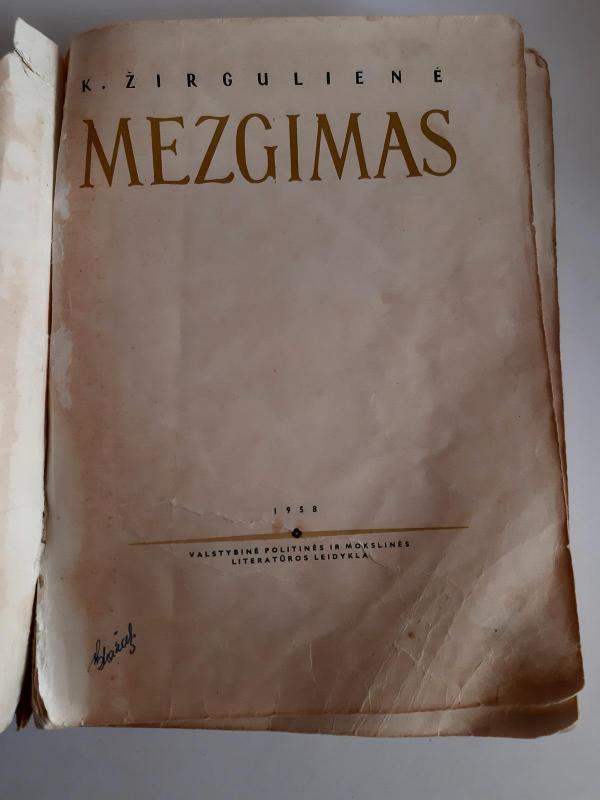 K. ŽIRGULIENĖ
MEZGIMAS
1958
VALSTYBINĖ POLITINĖS IR MOKSLINĖS
LITERATŪROS LEIDYKLA